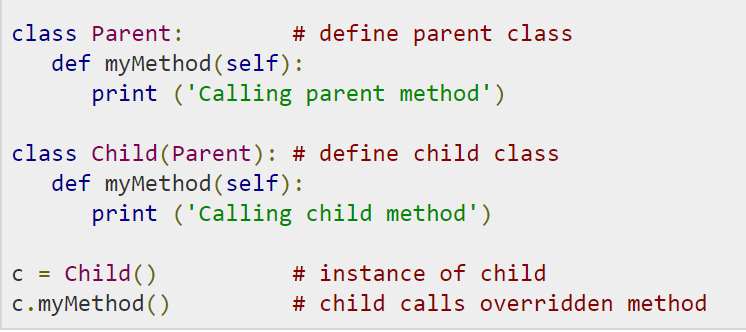 class Parent:        # define parent class
   def myMethod(self):
      print ('Calling parent method')
class Child(Parent): # define child class
   def myMethod(self):
      print ('Calling child method')
c = Child()          # instance of child
c.myMethod()         # child calls overridden method